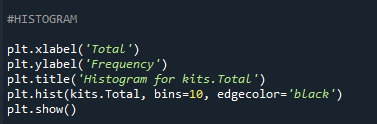 #HISTOGRAM
plt.xlabel('Total')
plt.ylabel('Frequency')
plt.title('Histogram for kits.Total')
plt.hist(kits.Total, bins=10, edgecolor='black')
plt.show()